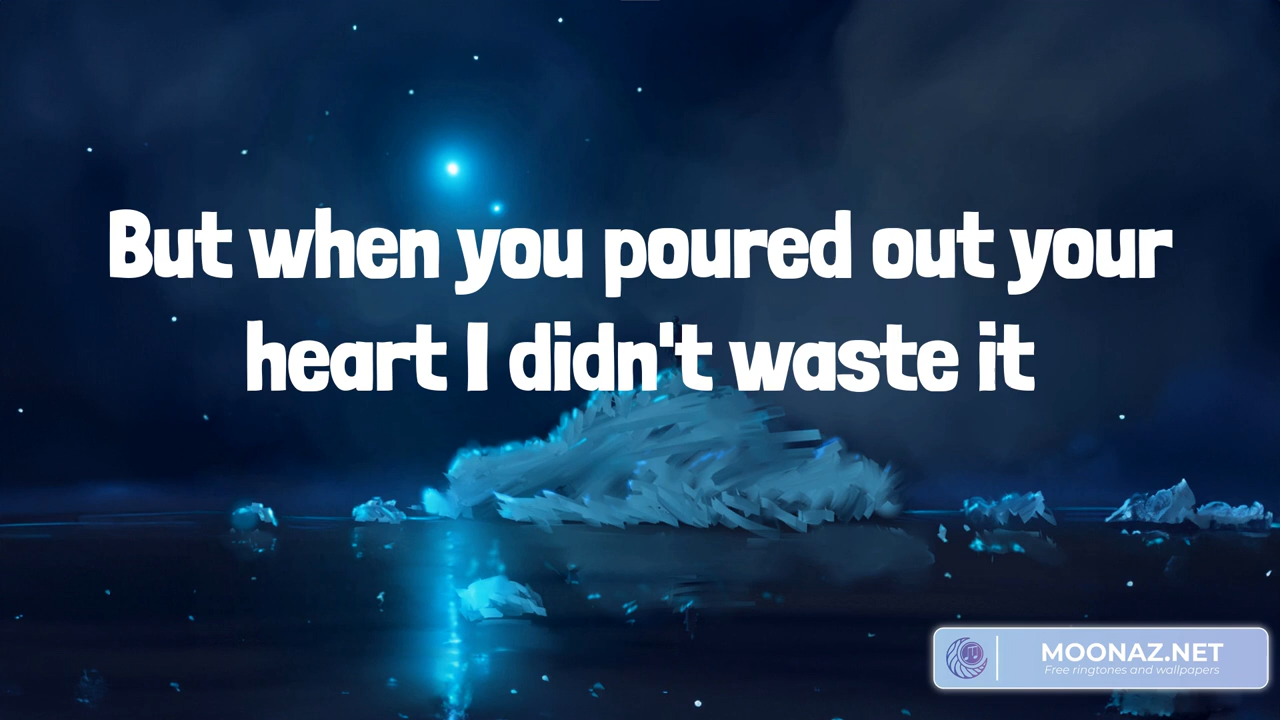 But when you poured out your
heart I didn't waste it
MOONAZ.NET
Free ringtones and wallpapers